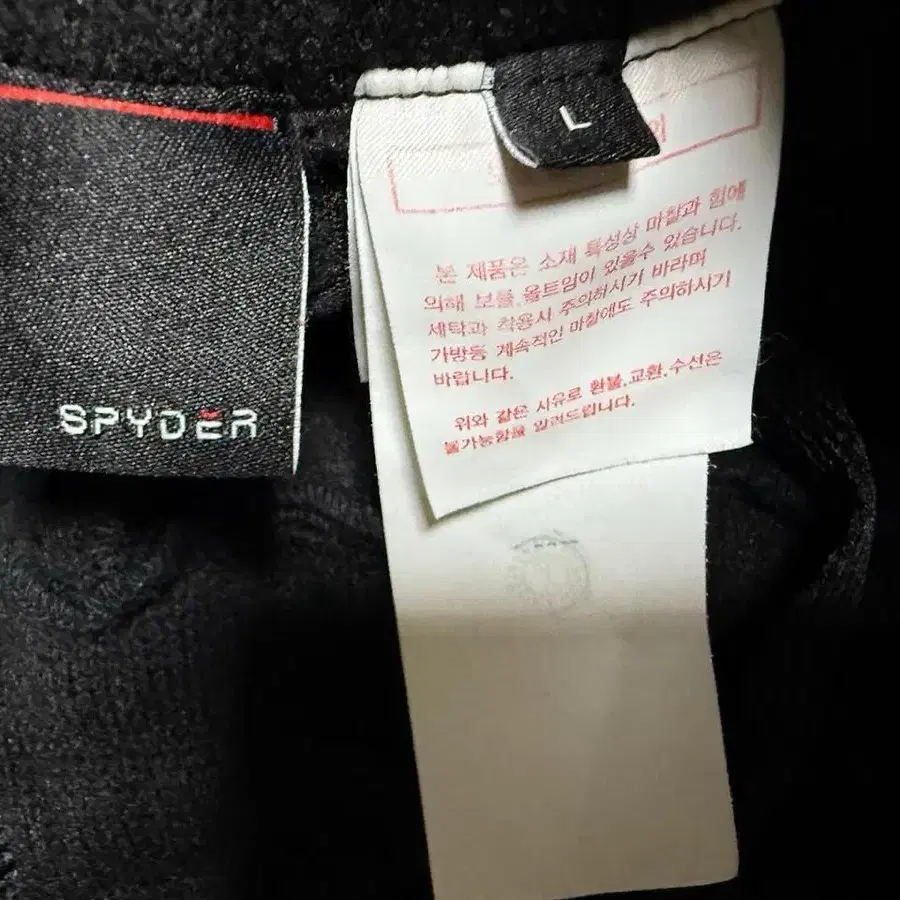 SPYDER
L
본 제품은 소재 특성상 마찰과 힘에
의해 보풀,올트임이 있을수 있습니다.
세탁과 착용시 주의하시기 바라며
가방등 계속적인 마찰에도 주의하시기
바랍니다.
위와 같은 사유로 환불,교환,수선은
불가능함을 알려드립니다.